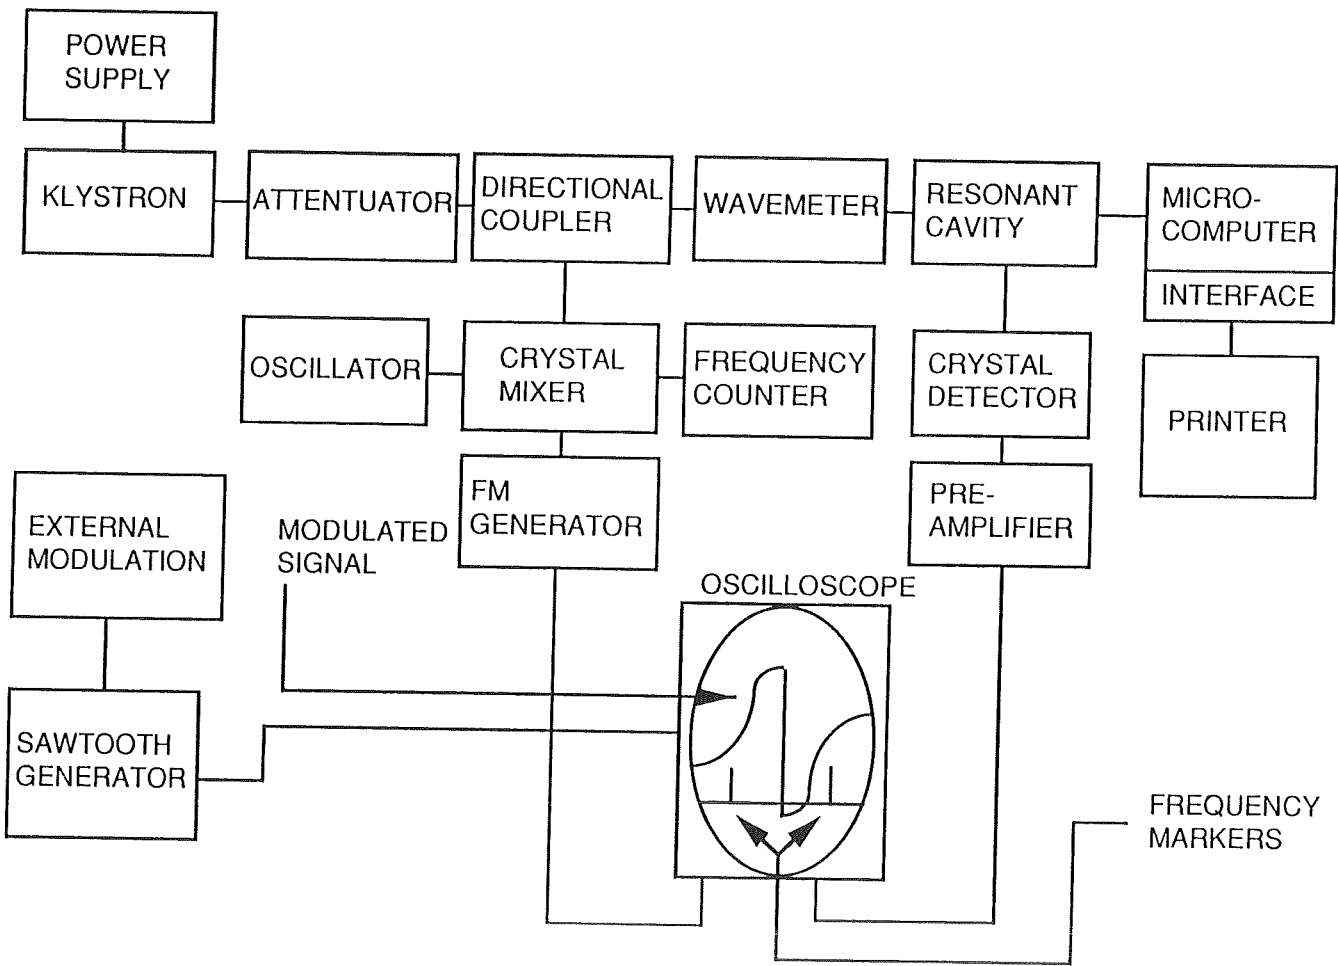 POWER
SUPPLY
KLYSTRON
ATTENTUATOR
DIRECTIONAL
COUPLER
WAVEMETER
RESONANT
CAVITY
MICRO-
COMPUTER
INTERFACE
OSCILLATOR
CRYSTAL
MIXER
FREQUENCY
COUNTER
CRYSTAL
DETECTOR
PRINTER
EXTERNAL
MODULATION
MODULATED
SIGNAL
FM
GENERATOR
PRE-
AMPLIFIER
OSCILLOSCOPE
SAWTOOTH
GENERATOR
FREQUENCY
MARKERS